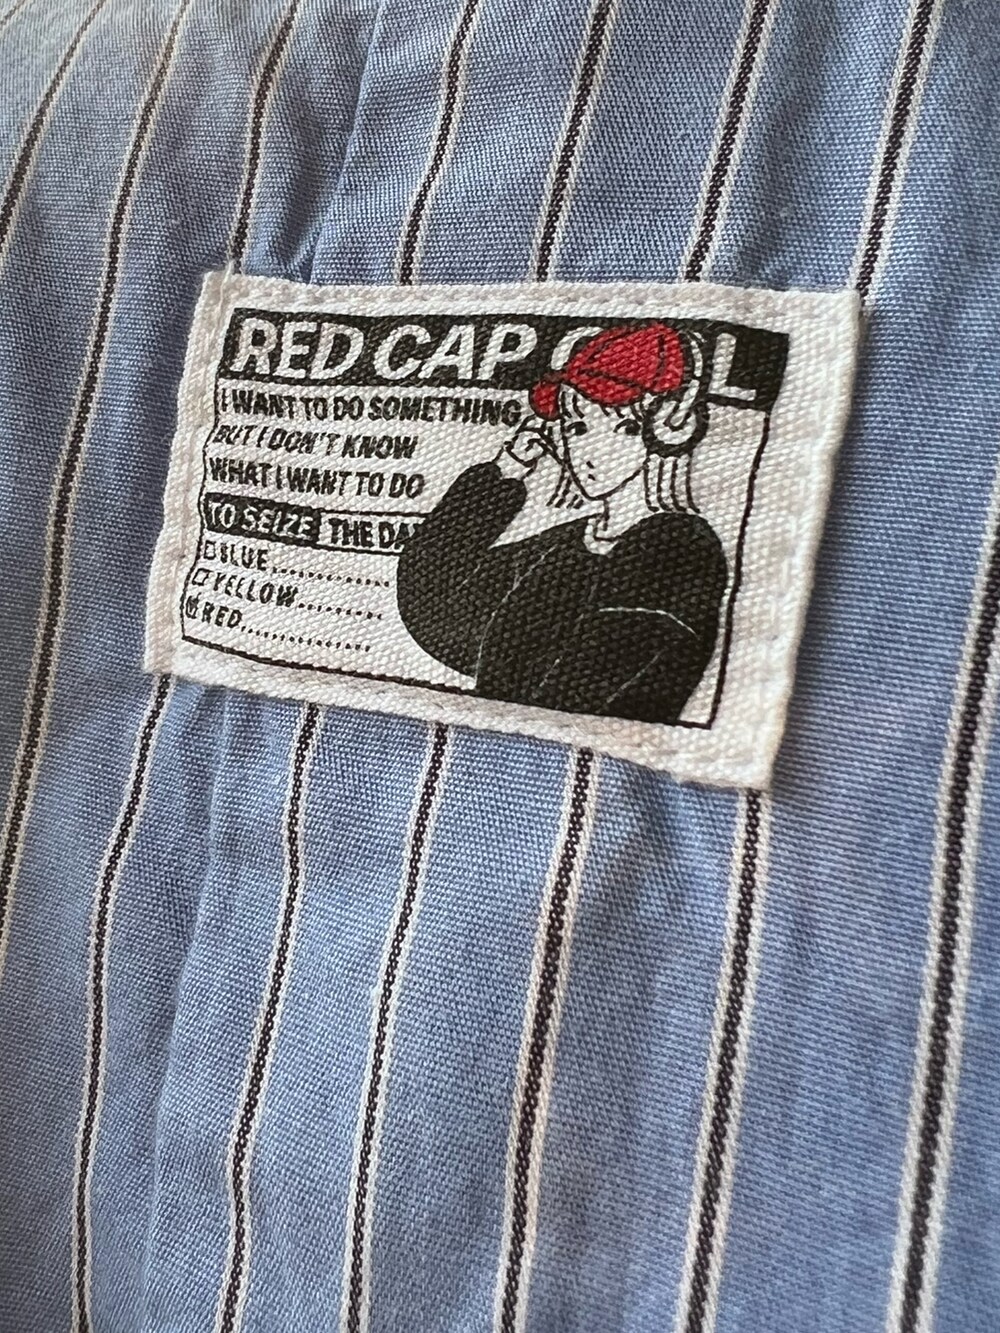 RED CAP G L
I WANT TO DO SOMETHING
BUT I DON'T KNOW
WHAT I WANT TO DO
TO SEIZE THE DA
BLUE..............
YELLOW..........
RED................